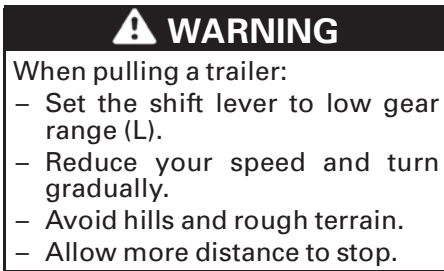 WARNING
When pulling a trailer:
– Set the shift lever to low gear
range (L).
– Reduce your speed and turn
gradually.
– Avoid hills and rough terrain.
– Allow more distance to stop.